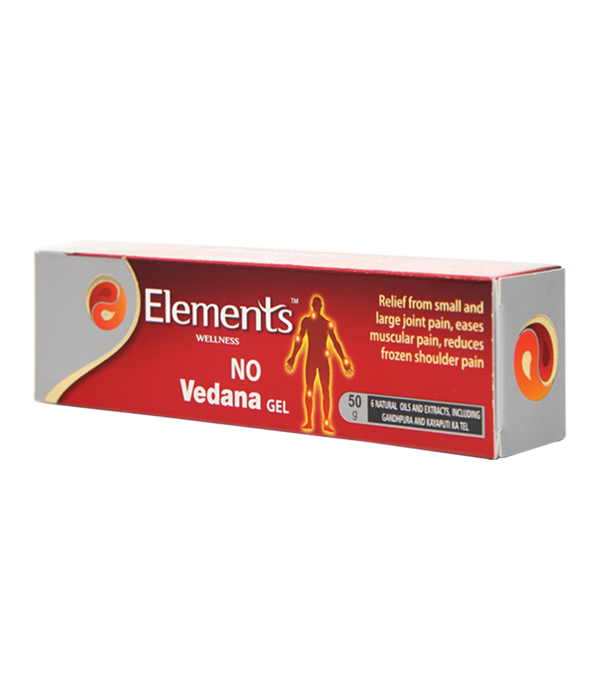 Elements™
WELLNESS
NO
Vedana GEL
Relief from small and
large joint pain, eases
muscular pain, reduces
frozen shoulder pain
50
g
6 NATURAL OILS AND EXTRACTS, INCLUDING
GANDHPURA AND KAYAPUTI KA TEL